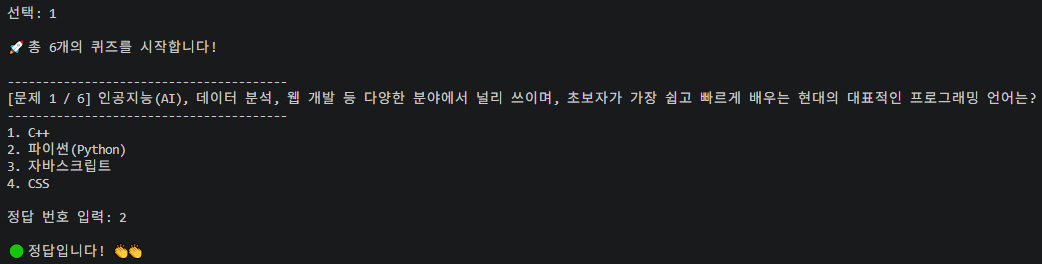 선택: 1
🚀 총 6개의 퀴즈를 시작합니다!
----------------------------------------
[문제 1 / 6] 인공지능(AI), 데이터 분석, 웹 개발 등 다양한 분야에서 널리 쓰이며, 초보자가 가장 쉽고 빠르게 배우는 현대의 대표적인 프로그래밍 언어는?
----------------------------------------
1. C++
2. 파이썬(Python)
3. 자바스크립트
4. CSS
정답 번호 입력: 2
🟢 정답입니다! 👏👏